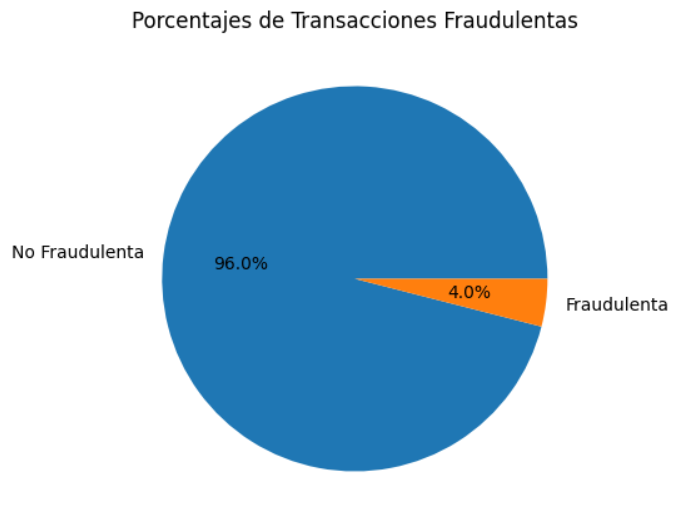 Porcentajes de Transacciones Fraudulentas
No Fraudulenta
96.0%
4.0%
Fraudulenta